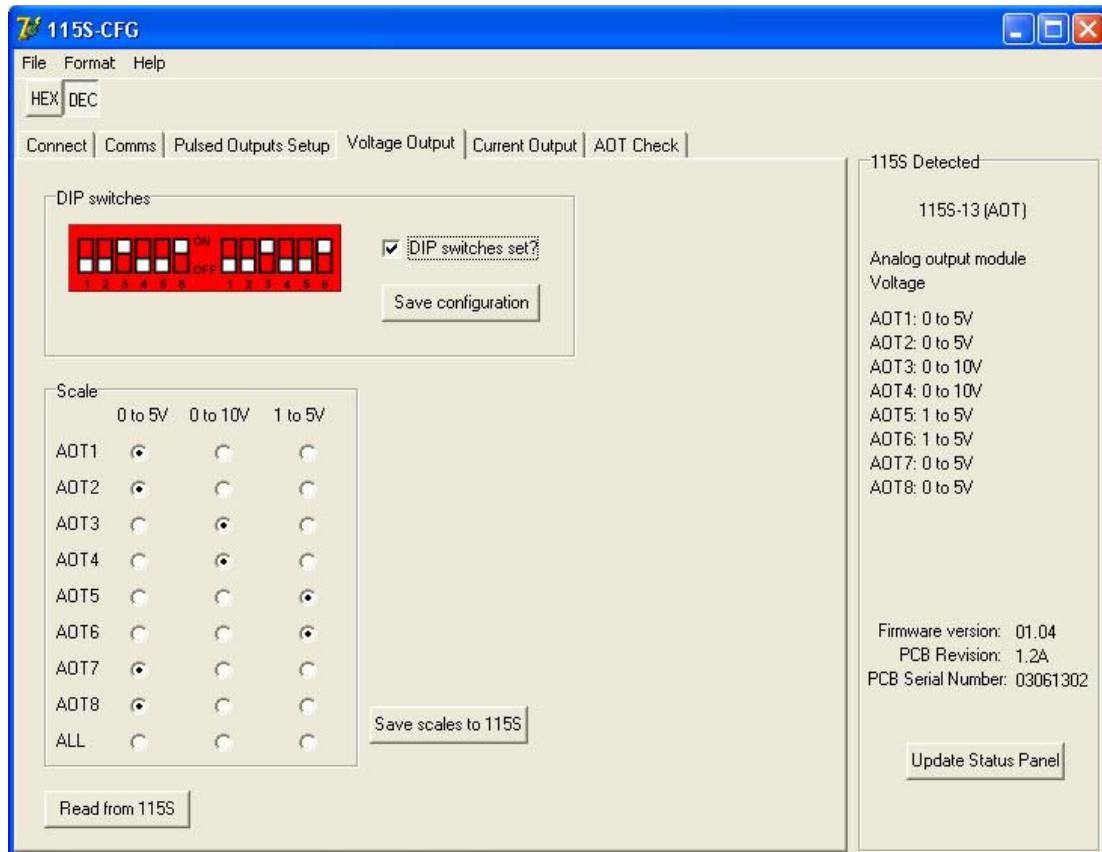 115S-CFG
File Format Help
HEX DEC
Connect Comms Pulsed Outputs Setup Voltage Output Current Output AOT Check
DIP switches
ON
OFF
1 2 3 4 5 6 1 2 3 4 5 6
DIP switches set?
Save configuration
Scale
0 to 5V 0 to 10V 1 to 5V
AOT1
AOT2
AOT3
AOT4
AOT5
AOT6
AOT7
AOT8
ALL
Save scales to 115S
Read from 115S
115S Detected
115S-13 (AOT)
Analog output module
Voltage
AOT1: 0 to 5V
AOT2: 0 to 5V
AOT3: 0 to 10V
AOT4: 0 to 10V
AOT5: 1 to 5V
AOT6: 1 to 5V
AOT7: 0 to 5V
AOT8: 0 to 5V
Firmware version: 01.04
PCB Revision: 1.2A
PCB Serial Number: 03061302
Update Status Panel